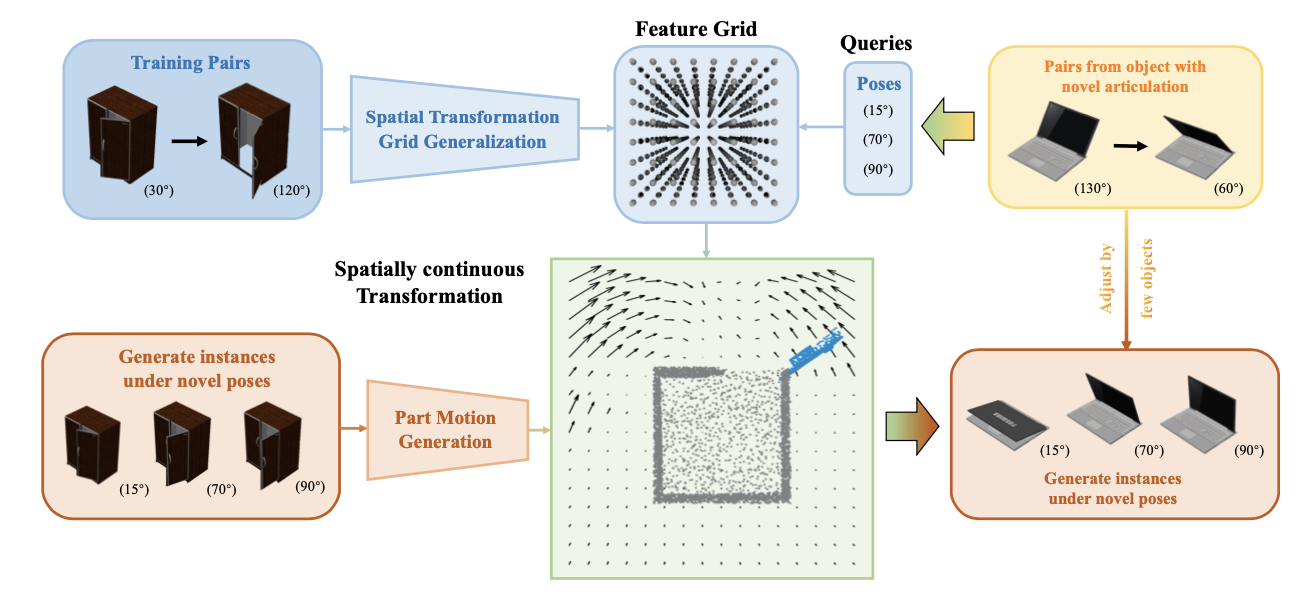 Training Pairs
(30°)
(120°)
Spatial Transformation
Grid Generalization
Feature Grid
Queries
Poses
(15°)
(70°)
(90°)
Pairs from object with
novel articulation
(130°)
(60°)
Adjust by
few objects
Spatially continuous
Transformation
Generate instances
under novel poses
(15°)
(70°)
(90°)
Part Motion
Generation
TOSHIBA
(15°)
(70°)
(90°)
Generate instances
under novel poses